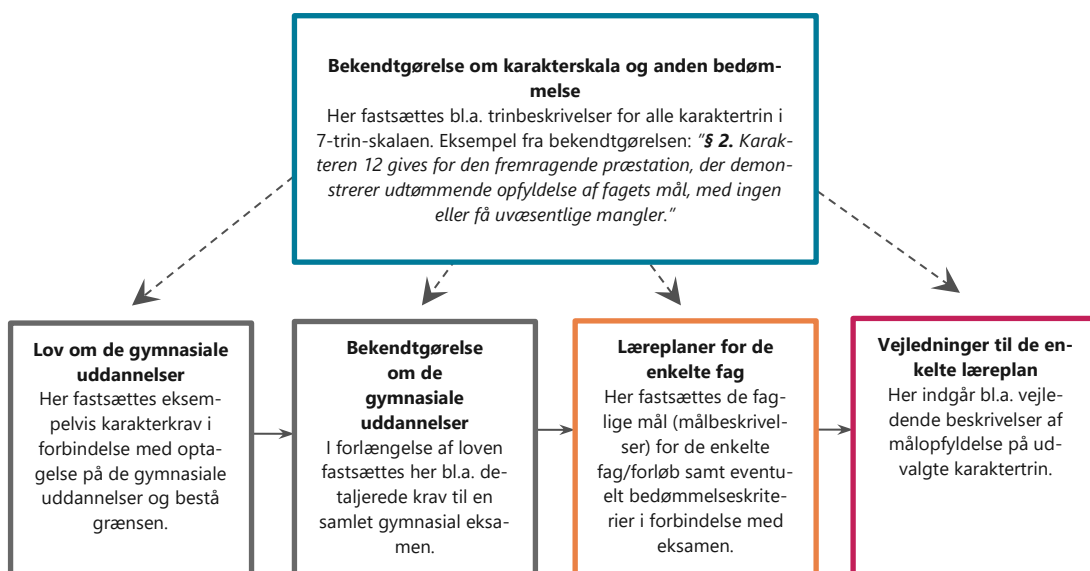 Bekendtgørelse om karakterskala og anden bedøm-
melse
Her fastsættes bl.a. trinbeskrivelser for alle karaktertrin i
7-trin-skalaen. Eksempel fra bekendtgørelsen: "§ 2. Karak-
teren 12 gives for den fremragende præstation, der demon-
strerer udtømmende opfyldelse af fagets mål, med ingen
eller få uvæsentlige mangler."
Lov om de gymnasiale
uddannelser
Her fastsættes eksem-
pelvis karakterkrav i
forbindelse med opta-
gelse på de gymnasiale
uddannelser og bestå
grænsen.
Bekendtgørelse
om de
gymnasiale
uddannelser
I forlængelse af loven
fastsættes her bl.a. de-
taljerede krav til en
samlet gymnasial eksa-
men.
Læreplaner for de
enkelte fag
Her fastsættes de fag-
lige mål (målbeskrivel-
ser) for de enkelte
fag/forløb samt eventu-
elt bedømmelseskrite-
rier i forbindelse med
eksamen.
Vejledninger til de en-
kelte læreplan
Her indgår bl.a. vejle-
dende beskrivelser af
målopfyldelse på ud-
valgte karaktertrin.